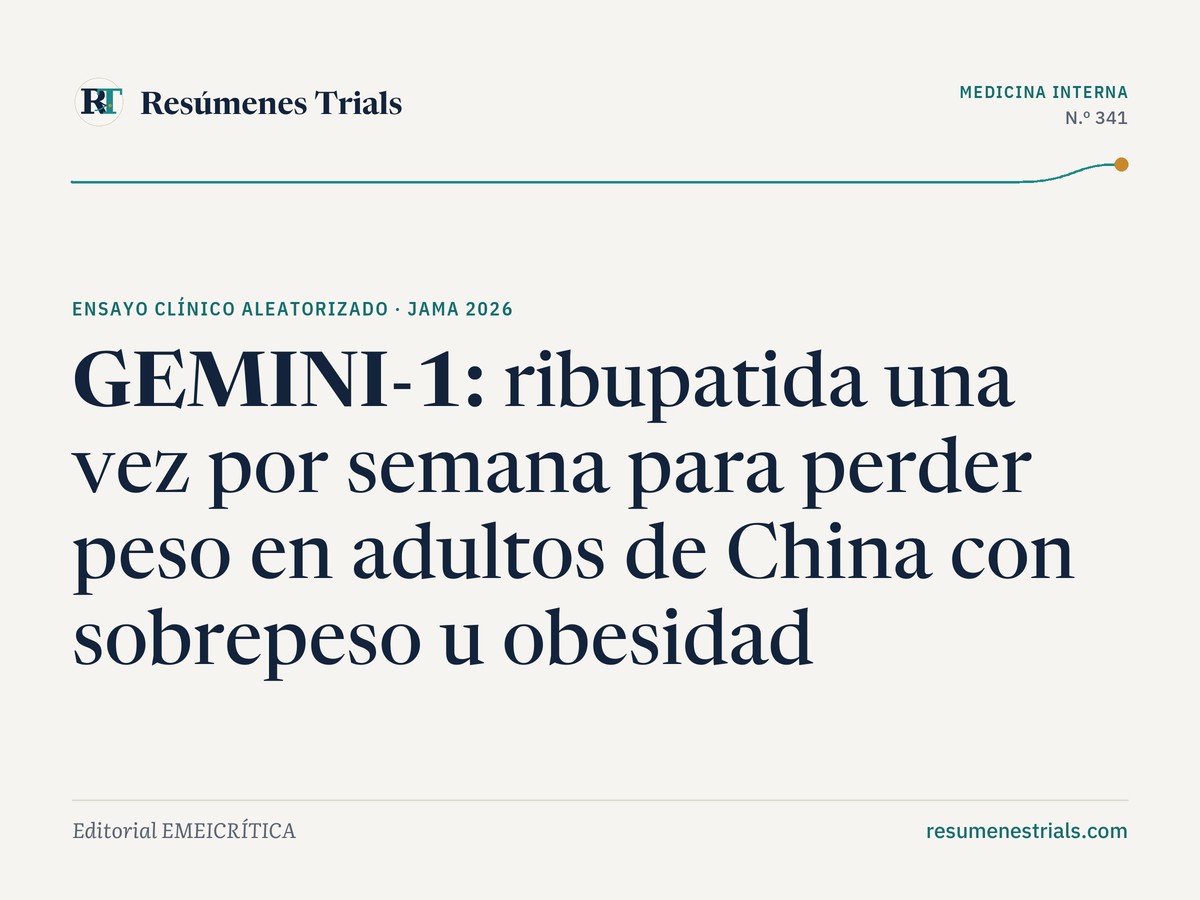 RT Resúmenes Trials
MEDICINA INTERNA
N.º 341
ENSAYO CLÍNICO ALEATORIZADO · JAMA 2026
GEMINI-1: ribupatida una
vez por semana para perder
peso en adultos de China con
sobrepeso u obesidad
Editorial EMEICRÍTICA
resumenestrials.com